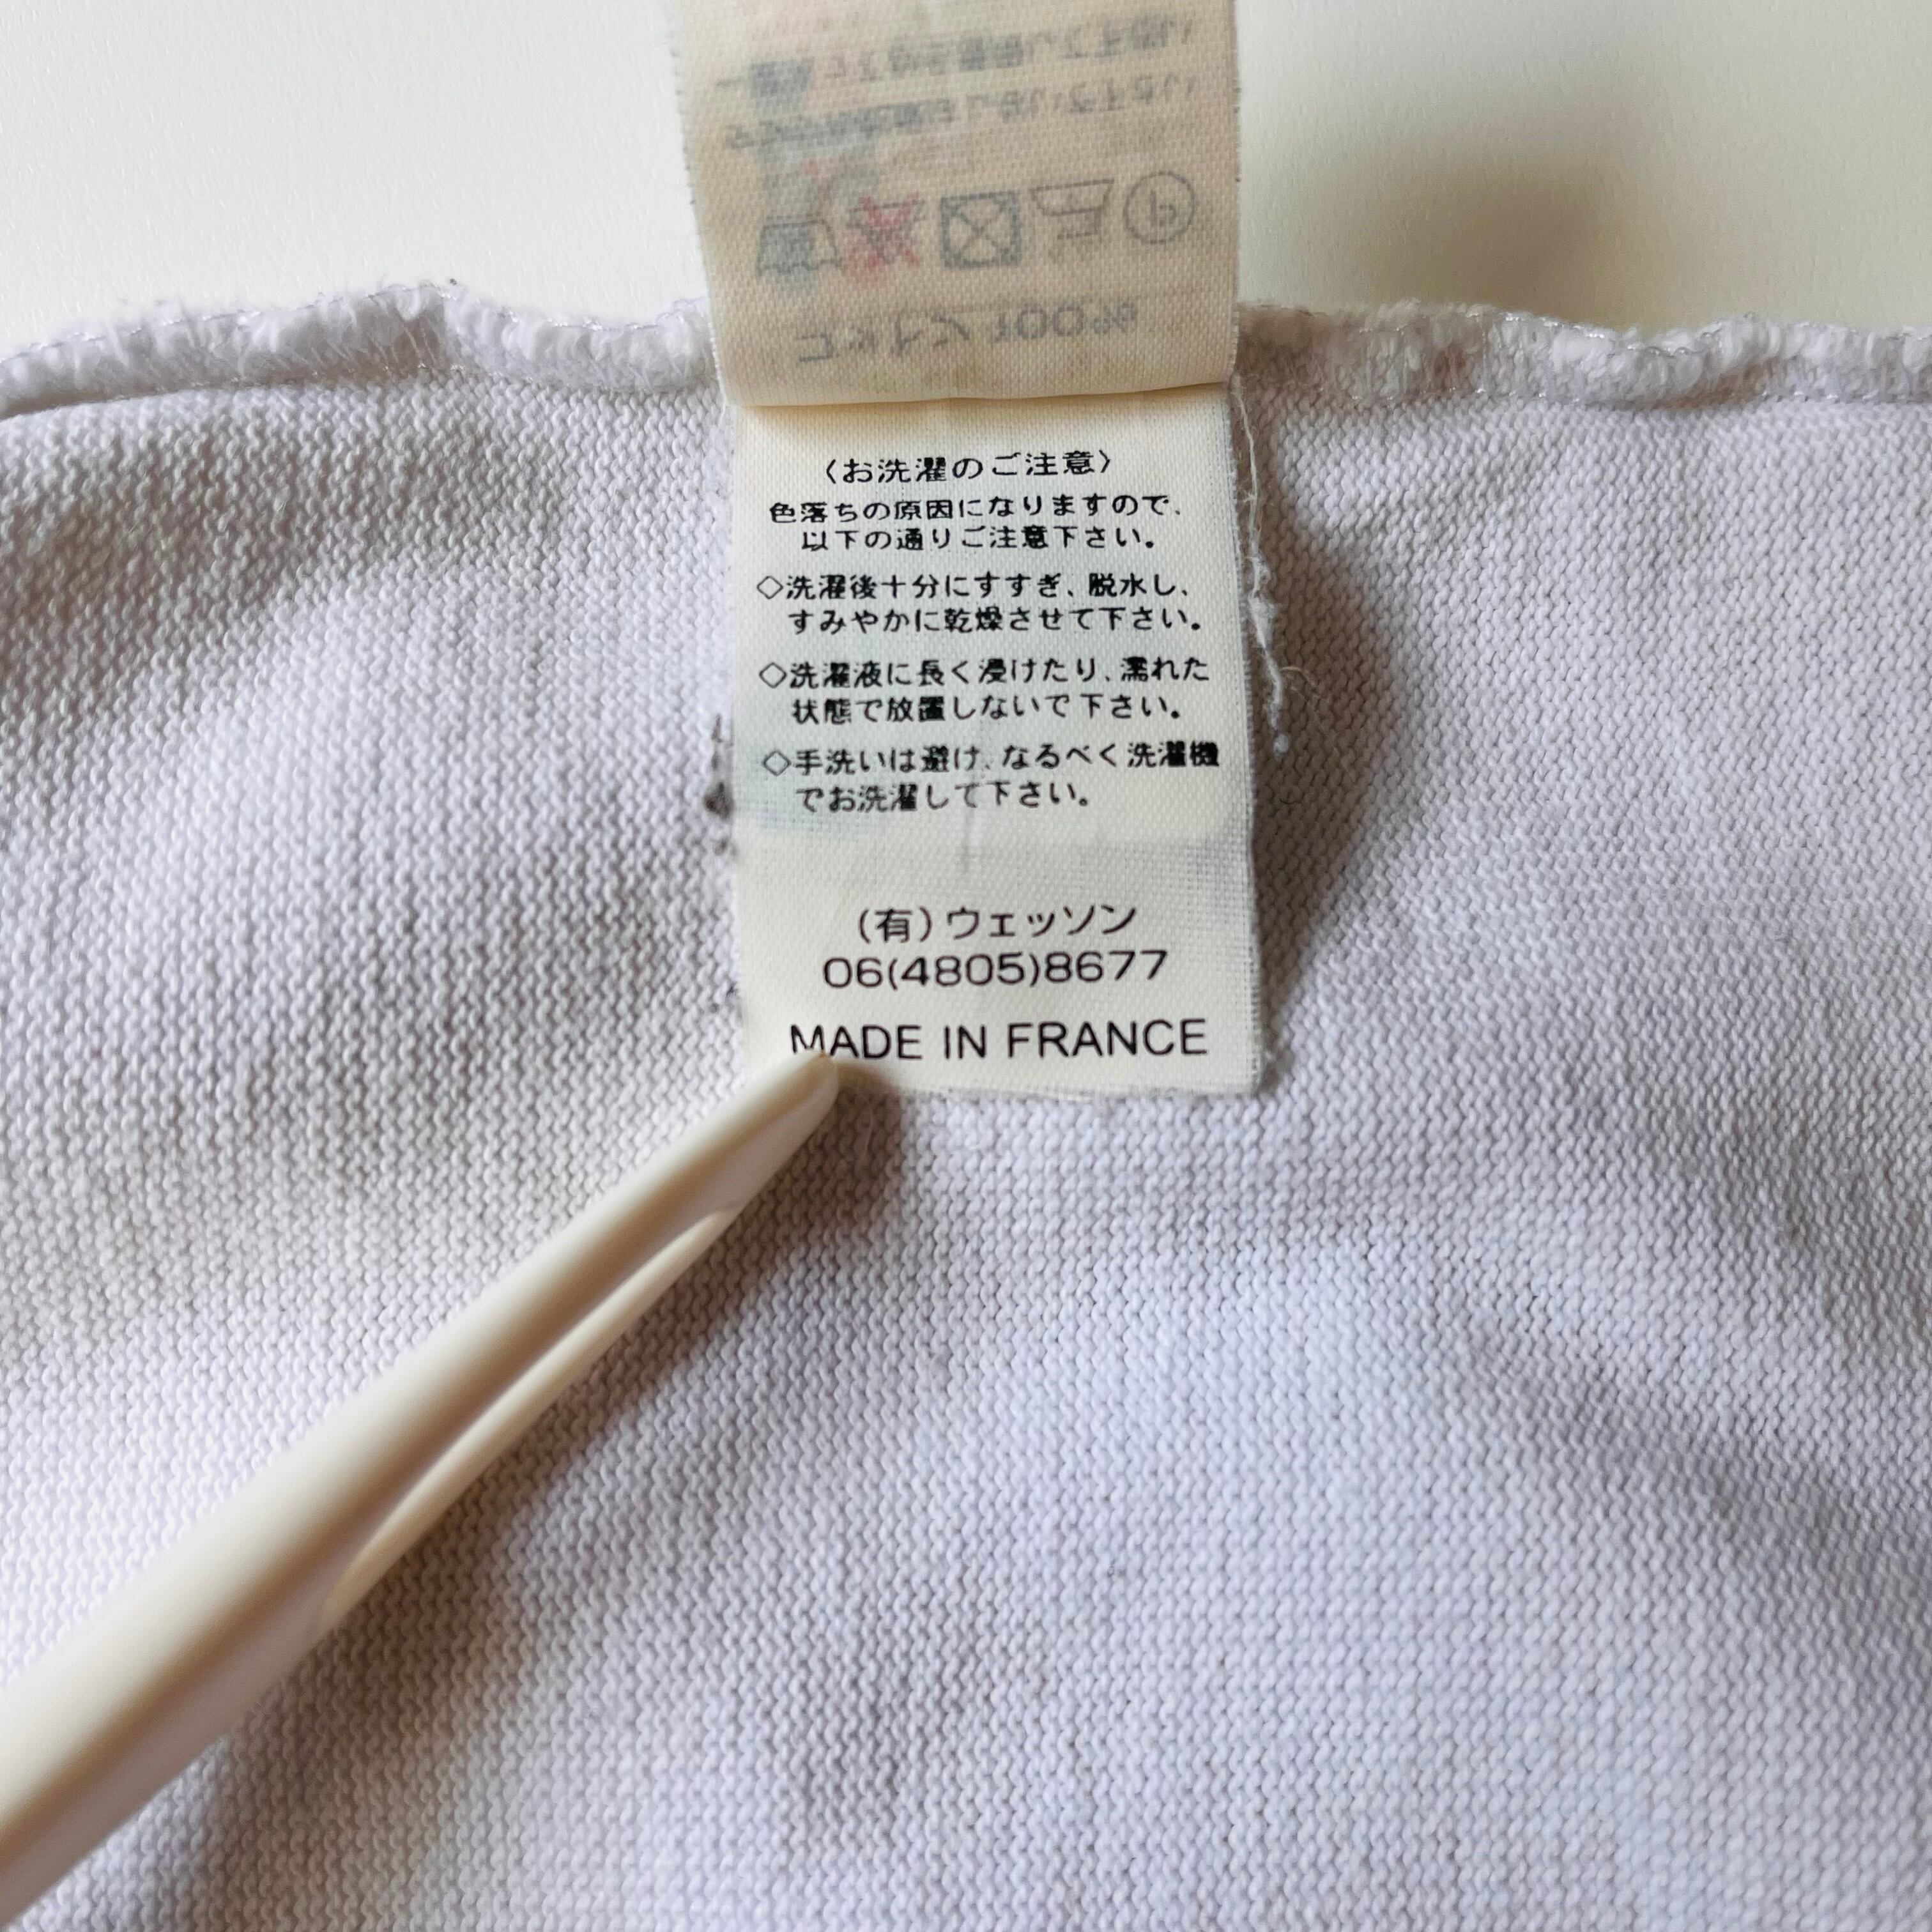 コットン 100%
〈お洗濯のご注意〉
色落ちの原因になりますので、
以下の通りご注意下さい。
◇洗濯後十分にすすぎ、脱水し、
すみやかに乾燥させて下さい。
◇洗濯液に長く浸けたり、濡れた
状態で放置しないで下さい。
◇手洗いは避け、なるべく洗濯機
でお洗濯して下さい。
(有)ウェッソン
06(4805)8677
MADE IN FRANCE